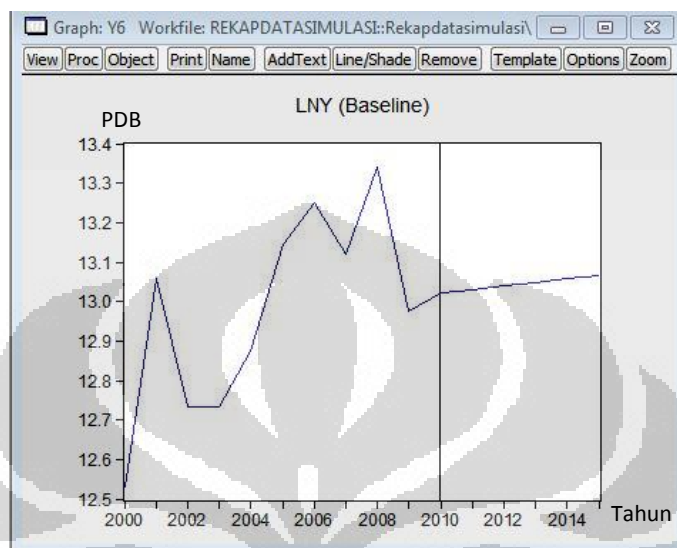 Graph: Y6 Workfile: REKAPDATASIMULASI::Rekapdatasimulasi\
View Proc Object Print Name AddText Line/Shade Remove Template Options Zoom
LNY (Baseline)
PDB
13.4
13.3
13.2
13.1
13.0
12.9
12.8
12.7
12.6
12.5
2000 2002 2004 2006 2008 2010 2012 2014 Tahun